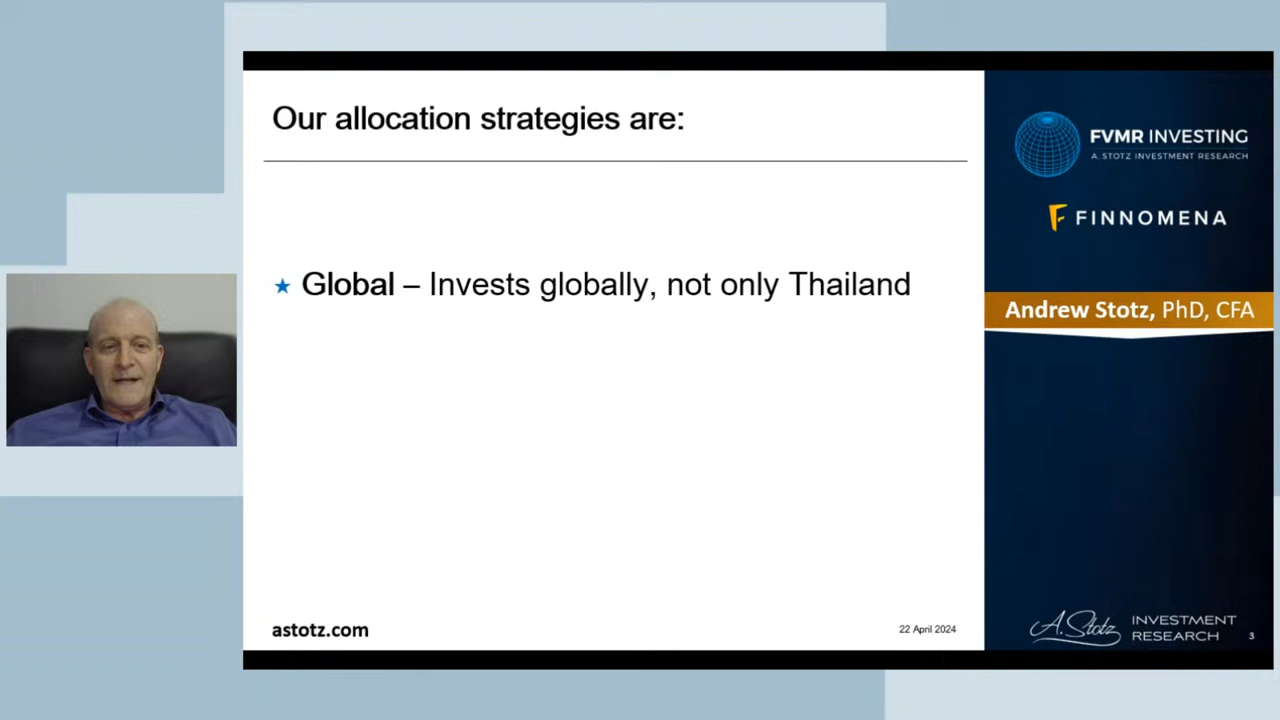 Our allocation strategies are:
★ Global – Invests globally, not only Thailand
astotz.com
22 April 2024
FVMR INVESTING
A.STOTZ INVESTMENT RESEARCH
FINNOMENA
Andrew Stotz, PhD, CFA
A.Stotz
INVESTMENT
RESEARCH
3